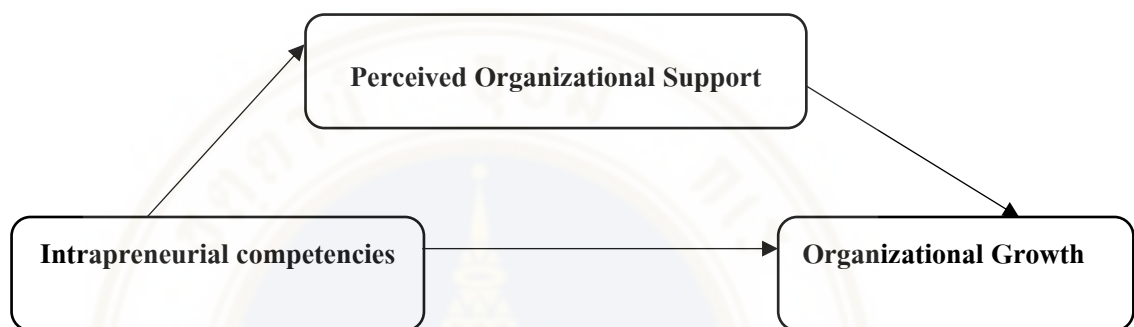 Perceived Organizational Support
Intrapreneurial competencies
Organizational Growth